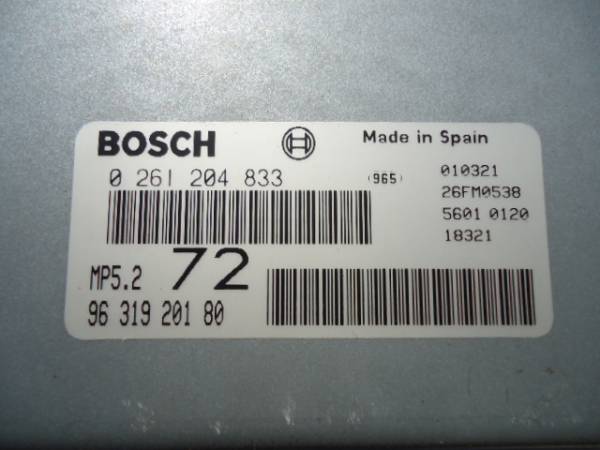 BOSCH Made in Spain
0 261 204 833 (965) 010321
26FM0538
5601 0120
18321
MP5.2 72
96 319 201 80